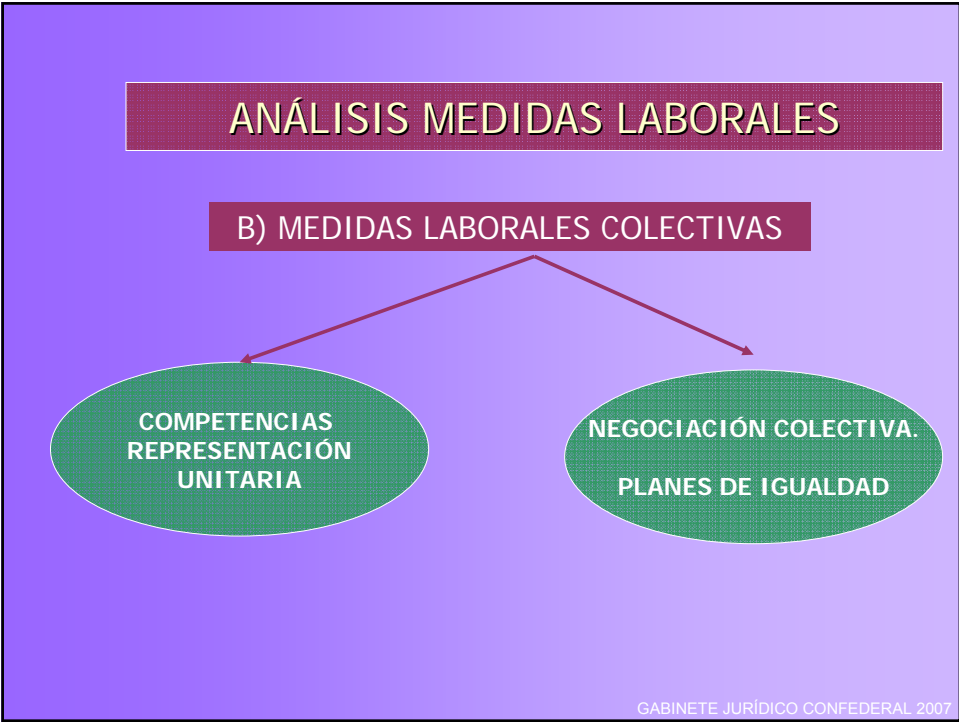 ANÁLISIS MEDIDAS LABORALES
B) MEDIDAS LABORALES COLECTIVAS
COMPETENCIAS
REPRESENTACIÓN
UNITARIA
NEGOCIACIÓN COLECTIVA.
PLANES DE IGUALDAD
GABINETE JURÍDICO CONFEDERAL 2007